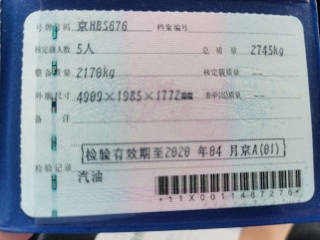 号牌号码 京HBS676 档案编号
核定载人数 5人 总质量 2745kg
整备质量 2170kg 核定载质量 --
外廓尺寸 4909×1985×1772mm 准牵引总质量 --
备注
检验有效期至2020年04月京A(01)
检验记录
汽油
*11X0011487276*